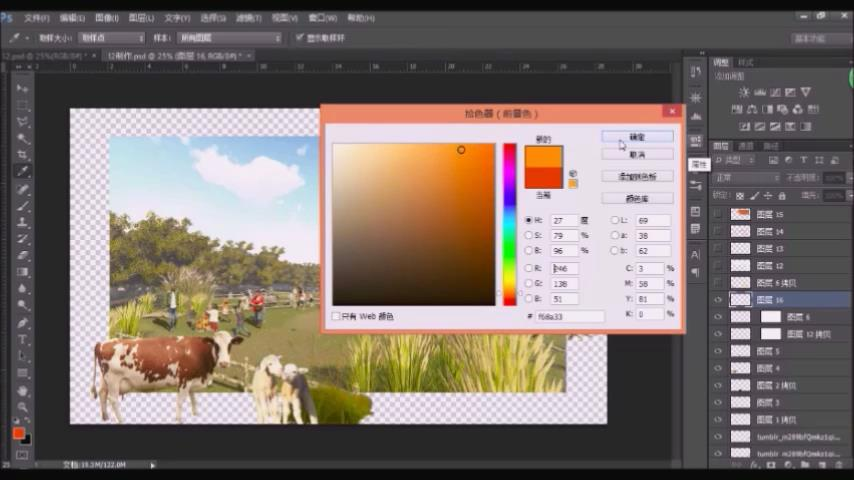 文件(F) 编辑(E) 图像(I) 图层(L) 文字(Y) 选择(S) 滤镜(T) 视图(V) 窗口(W) 帮助(H)
取样大小: 取样点 样本: 所有图层 显示取样环 基本功能
12.psd @ 25%(RGB/8#) * × 12制作.psd @ 25% (图层 16, RGB/8#) * ×
拾色器（前景色）
新的
当前
确定
取消
添加到色板
颜色库
H: 27 度 L: 69
S: 79 % a: 38
B: 96 % b: 62
R: 246 C: 3 %
G: 138 M: 58 %
B: 51 Y: 81 %
K: 0 %
只有 Web 颜色 # f68a33
调整 样式
添加调整
属性
图层 通道 路径
类型
正常 不透明度: 100%
锁定: 填充: 100%
图层 15
图层 14
图层 13
图层 12
图层 6 拷贝
图层 16
图层 6
图层 12 拷贝
图层 5
图层 4
图层 2 拷贝
图层 3
图层 1 拷贝
25 文档:19.3M/122.0M